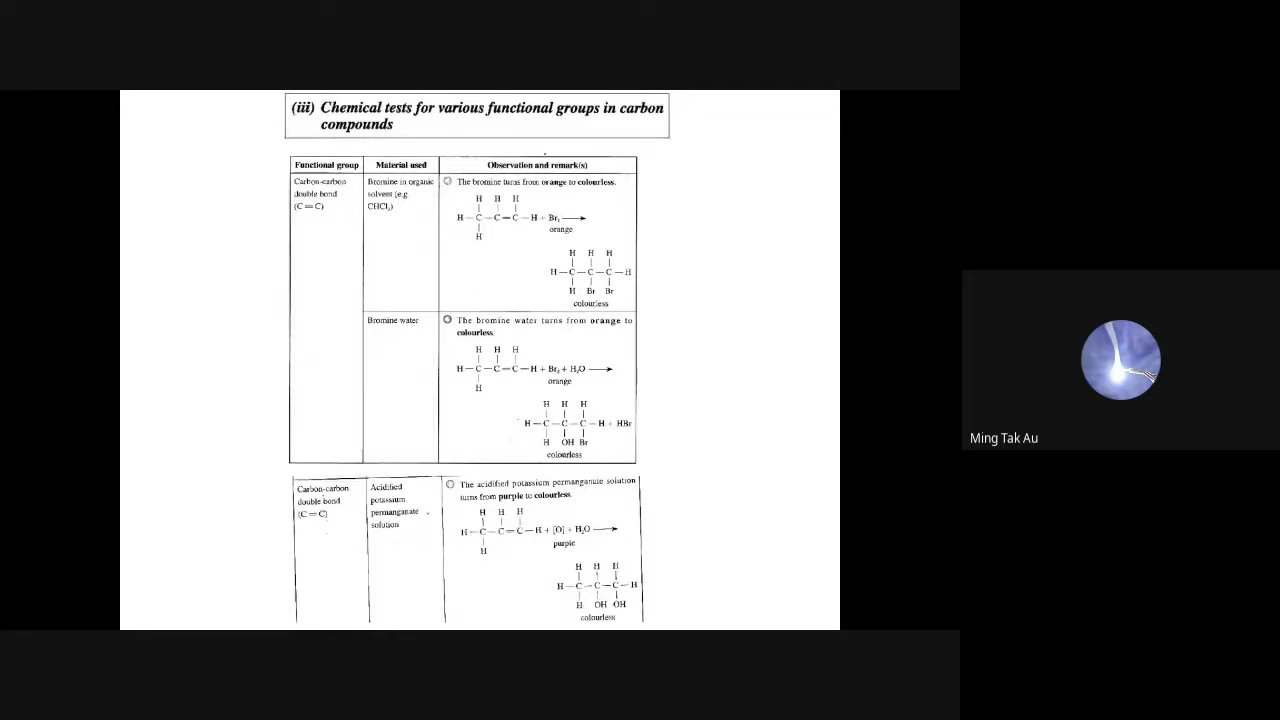 (iii) Chemical tests for various functional groups in carbon
compounds
Functional group Material used Observation and remark(s)
Carbon-carbon
double bond
(C=C)
Bromine in organic
solvent (e.g.
CHCl₃)
The bromine turns from orange to colourless.
H H H
H—C—C=C—H + Br₂ ⟶
H
orange
H H H
H—C—C—C—H
H Br Br
colourless
Bromine water
The bromine water turns from orange to
colourless.
H H H
H—C—C=C—H + Br₂ + H₂O ⟶
H
orange
H H H
H—C—C—C—H + HBr
H OH Br
colourless
Carbon-carbon
double bond
(C=C)
Acidified
potassium
permanganate
solution
The acidified potassium permanganate solution
turns from purple to colourless.
H H H
H—C—C=C—H + [O] + H₂O ⟶
H
purple
H H H
H—C—C—C—H
H OH OH
colourless
Ming Tak Au